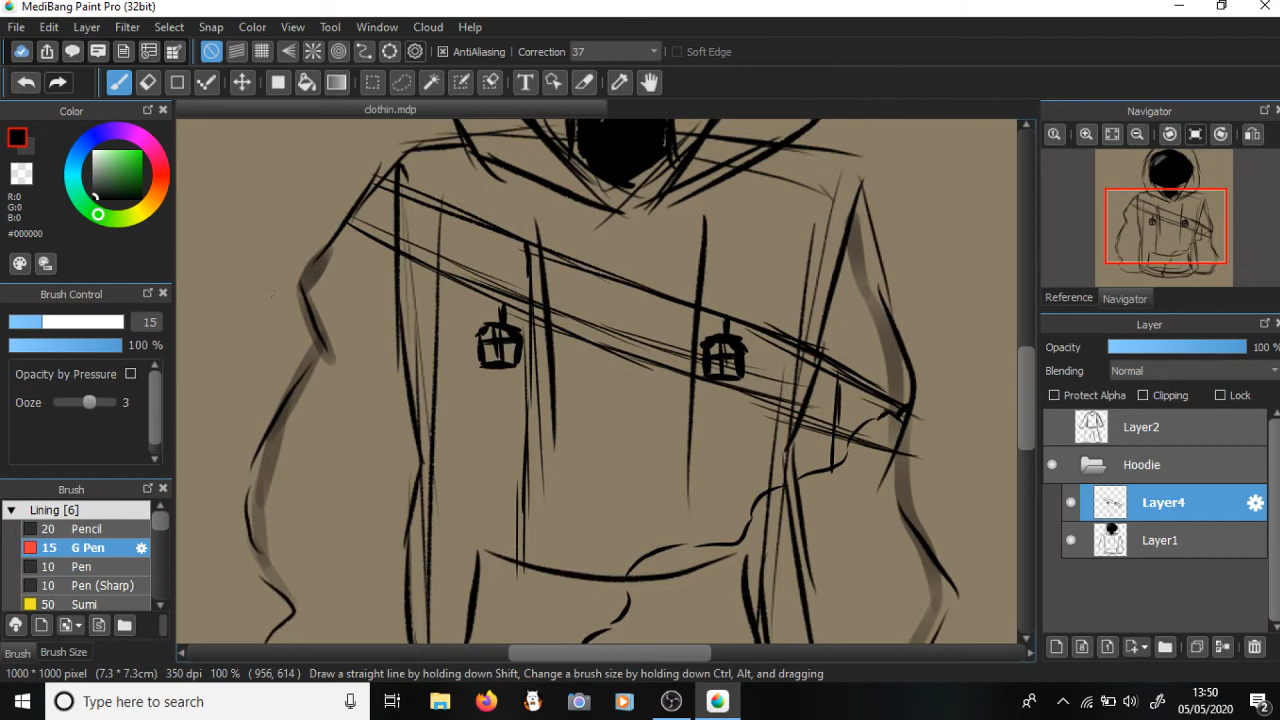 MediBang Paint Pro (32bit)
File Edit Layer Filter Select Snap Color View Tool Window Cloud Help
AntiAliasing Correction 37 Soft Edge
T
Color clothin.mdp Navigator
R:0
G:0
B:0
#000000
Brush Control
15
100 %
Opacity by Pressure
Ooze 3
Brush
Lining [6]
20 Pencil
15 G Pen
10 Pen
10 Pen (Sharp)
50 Sumi
Brush Brush Size
Reference Navigator
Layer
Opacity 100 %
Blending Normal
Protect Alpha Clipping Lock
Layer2
Hoodie
Layer4
Layer1
1000 * 1000 pixel (7.3 * 7.3cm) 350 dpi 100 % ( 956, 614 ) Draw a straight line by holding down Shift, Change a brush size by holding down Ctrl, Alt, and dragging
Type here to search
13:50
05/05/2020
2